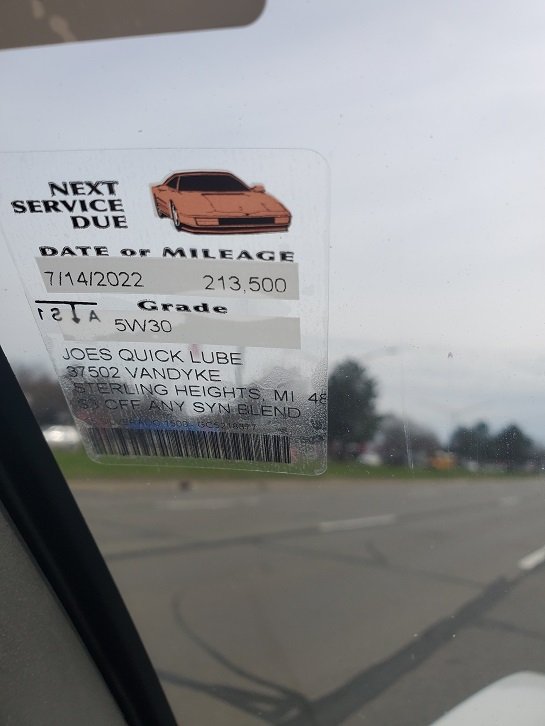 NEXT
SERVICE
DUE
DATE or MILEAGE
7/14/2022 213,500
Grade
5W30
JOES QUICK LUBE
37502 VANDYKE
STERLING HEIGHTS, MI 48
OFF ANY SYN BLEND